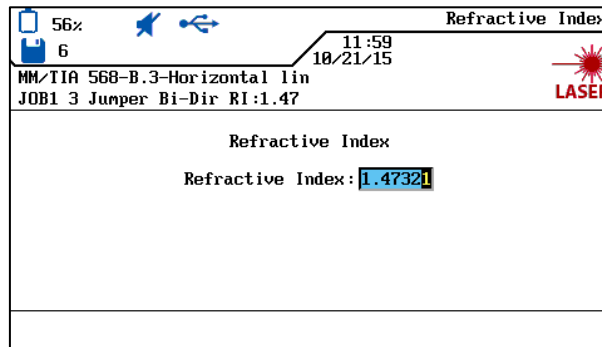 56%
Refractive Index
6
11:59
10/21/15
MM/TIA 568-B.3-Horizontal lin
JOB1 3 Jumper Bi-Dir RI:1.47
LASER
Refractive Index
Refractive Index:1.47321